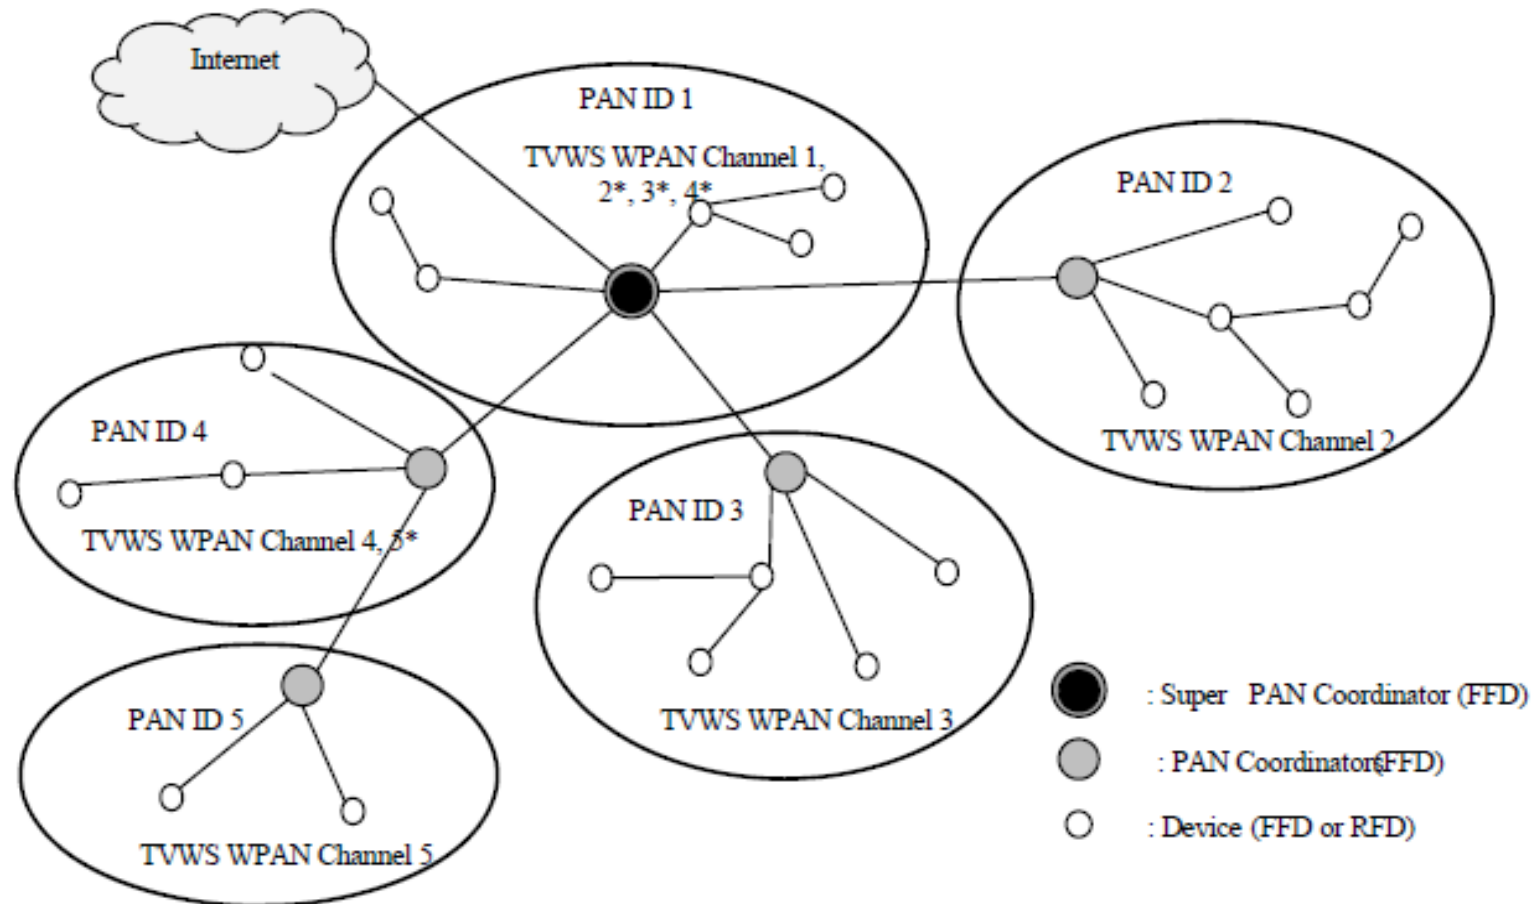 Internet
PAN ID 1
TVWS WPAN Channel 1,
2*, 3*, 4*
PAN ID 2
TVWS WPAN Channel 2
PAN ID 4
TVWS WPAN Channel 4, 5*
PAN ID 3
TVWS WPAN Channel 3
PAN ID 5
TVWS WPAN Channel 5
: Super PAN Coordinator (FFD)
: PAN Coordinators(FFD)
: Device (FFD or RFD)